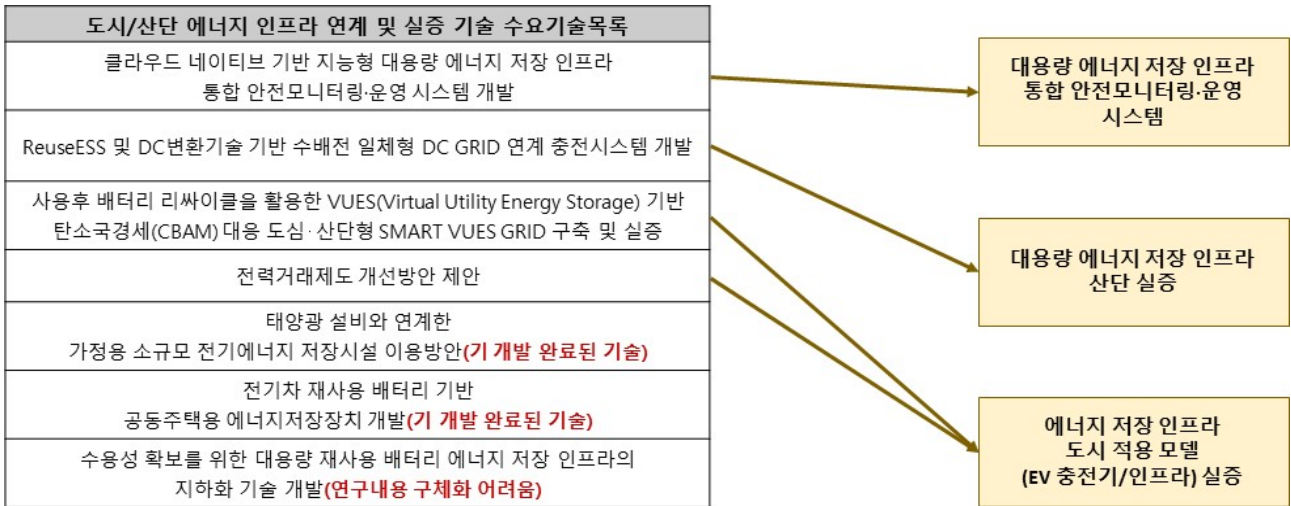 도시/산단 에너지 인프라 연계 및 실증 기술 수요기술목록
클라우드 네이티브 기반 지능형 대용량 에너지 저장 인프라
통합 안전모니터링·운영 시스템 개발
ReuseESS 및 DC변환기술 기반 수배전 일체형 DC GRID 연계 충전시스템 개발
사용후 배터리 리싸이클을 활용한 VUES(Virtual Utility Energy Storage) 기반
탄소국경세(CBAM) 대응 도심·산단형 SMART VUES GRID 구축 및 실증
전력거래제도 개선방안 제안
태양광 설비와 연계한
가정용 소규모 전기에너지 저장시설 이용방안(기 개발 완료된 기술)
전기차 재사용 배터리 기반
공동주택용 에너지저장장치 개발(기 개발 완료된 기술)
수용성 확보를 위한 대용량 재사용 배터리 에너지 저장 인프라의
지하화 기술 개발(연구내용 구체화 어려움)
대용량 에너지 저장 인프라
통합 안전모니터링·운영
시스템
대용량 에너지 저장 인프라
산단 실증
에너지 저장 인프라
도시 적용 모델
(EV 충전기/인프라) 실증